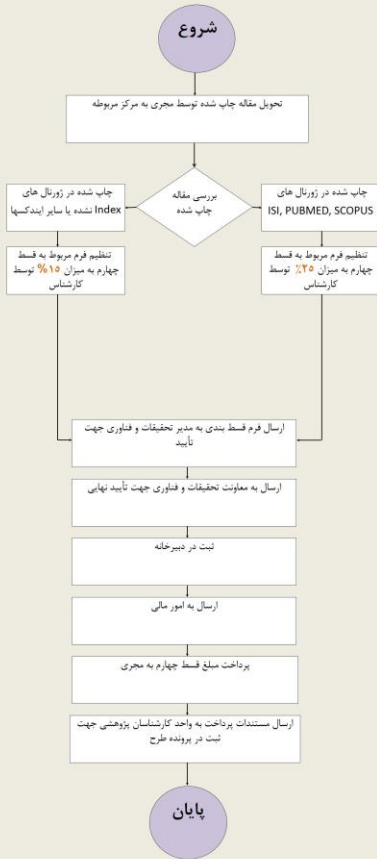 شروع
تحویل مقاله چاپ شده توسط مجری به مرکز مربوطه
بررسی مقاله
چاپ شده
چاپ شده در ژورنال های
ISI, PUBMED, SCOPUS
چاپ شده در ژورنال های
Index نشده یا سایر ایندکسها
تنظیم فرم مربوط به قسط
چهارم به میزان ۲۵٪ توسط
کارشناس
تنظیم فرم مربوط به قسط
چهارم به میزان ۱۵% توسط
کارشناس
ارسال فرم قسط بندی به مدیر تحقیقات و فناوری جهت
تأیید
ارسال به معاونت تحقیقات و فناوری جهت تأیید نهایی
ثبت در دبیرخانه
ارسال به امور مالی
پرداخت مبلغ قسط چهارم به مجری
ارسال مستندات پرداخت به واحد کارشناسان پژوهشی جهت
ثبت در پرونده طرح
پایان